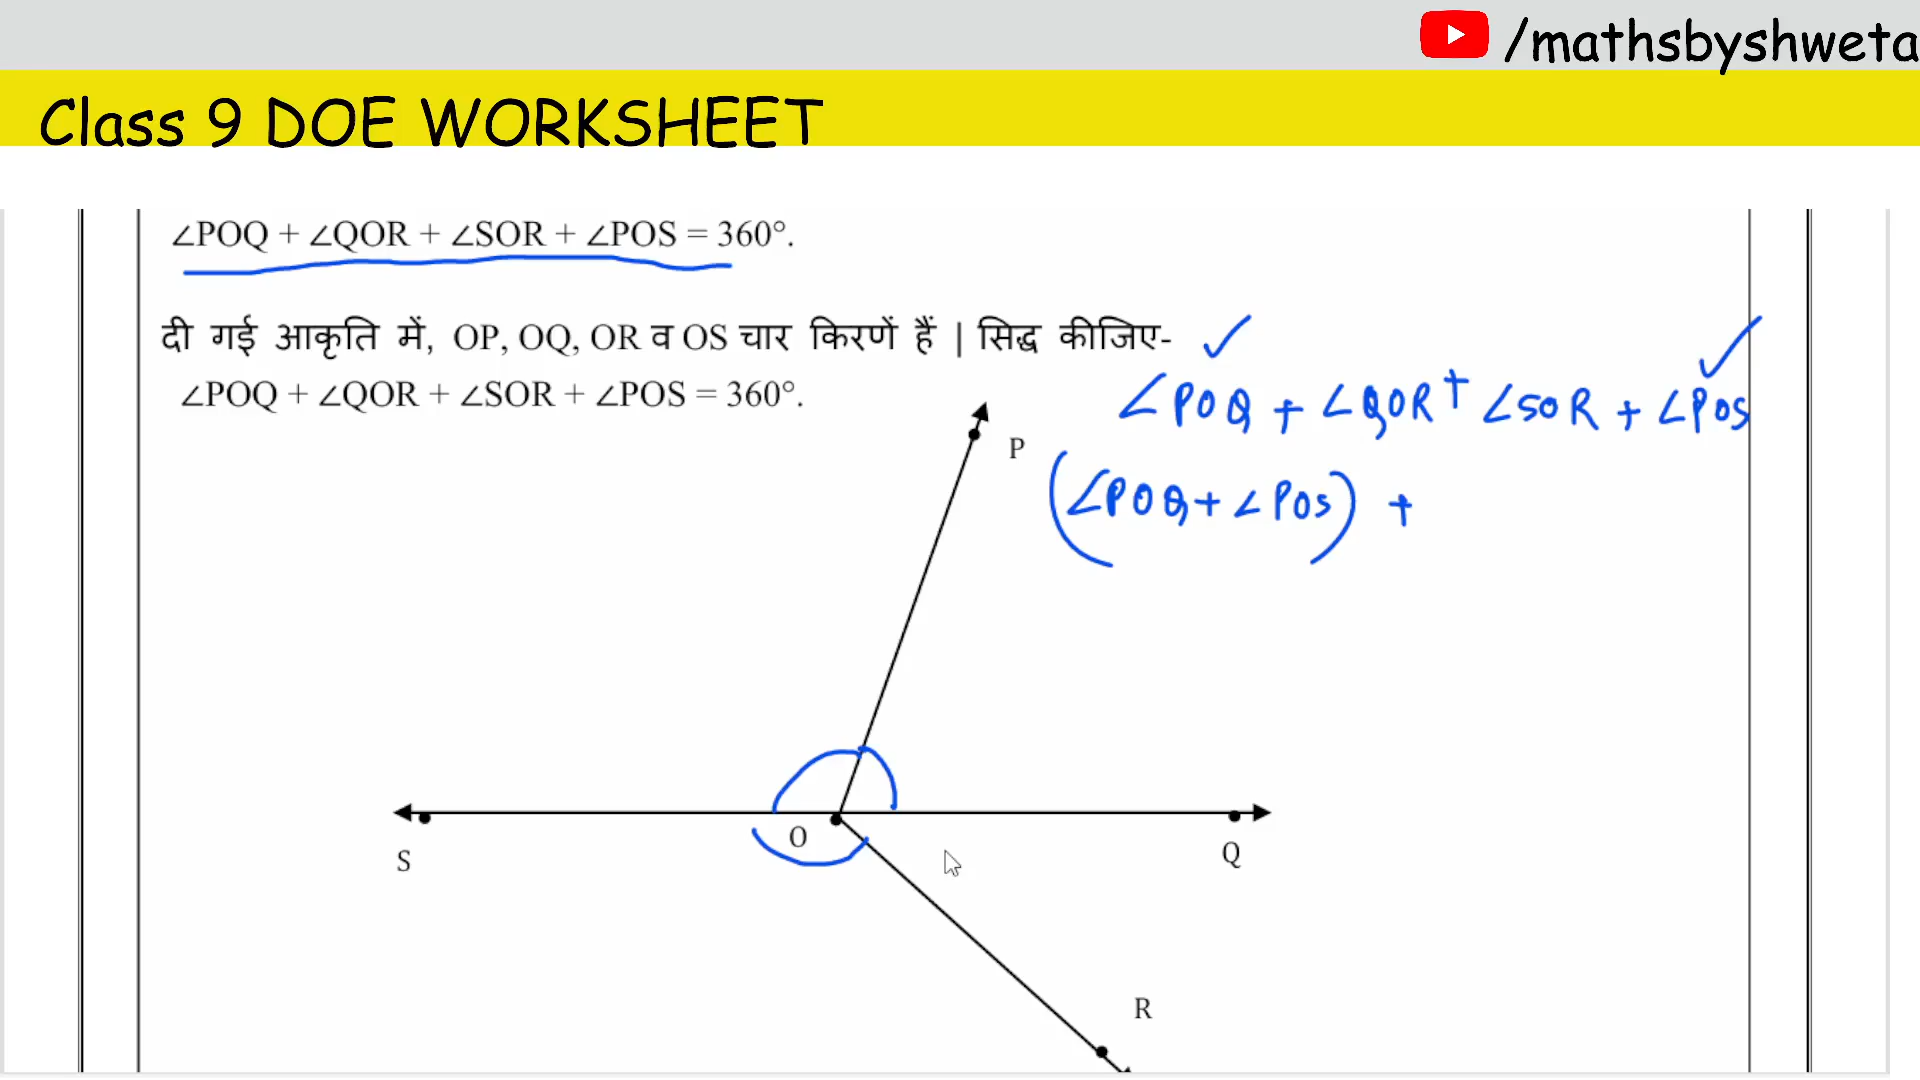 /mathsbyshweta
Class 9 DOE WORKSHEET
∠POQ + ∠QOR + ∠SOR + ∠POS = 360°.
दी गई आकृति में, OP, OQ, OR व OS चार किरणें हैं | सिद्ध कीजिए-
∠POQ + ∠QOR + ∠SOR + ∠POS = 360°.
∠POQ + ∠QOR + ∠SOR + ∠POS
(∠POQ + ∠POS) +
P
O
S
Q
R